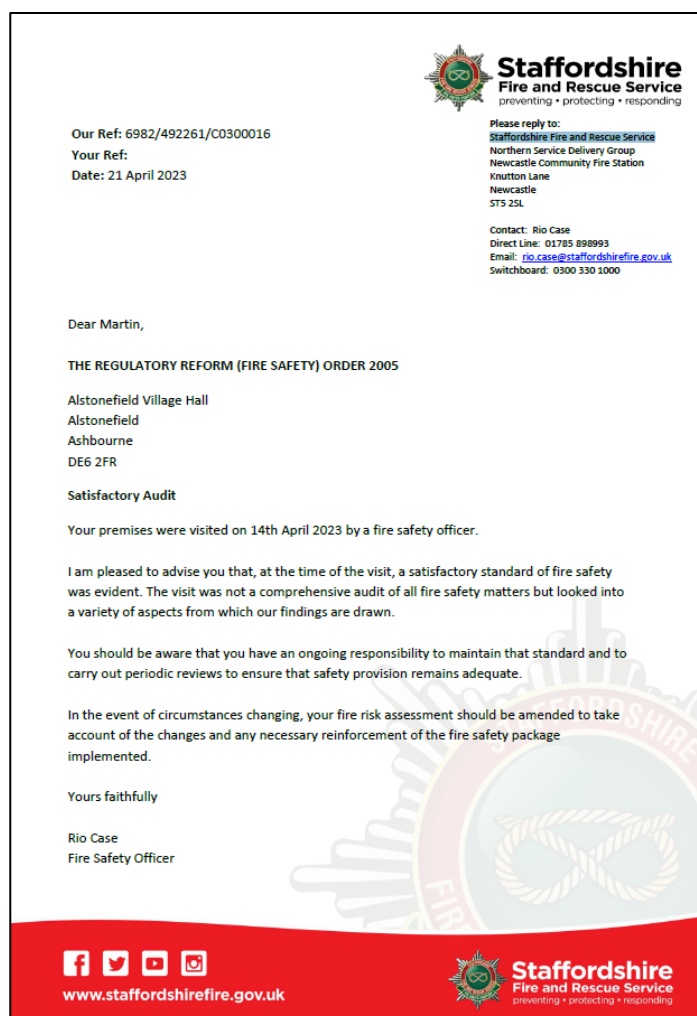 Staffordshire
Fire and Rescue Service
preventing • protecting • responding
Our Ref: 6982/492261/C0300016
Your Ref:
Date: 21 April 2023
Please reply to:
Staffordshire Fire and Rescue Service
Northern Service Delivery Group
Newcastle Community Fire Station
Knutton Lane
Newcastle
ST5 2SL
Contact: Rio Case
Direct Line: 01785 898993
Email: rio.case@staffordshirefire.gov.uk
Switchboard: 0300 330 1000
Dear Martin,
THE REGULATORY REFORM (FIRE SAFETY) ORDER 2005
Alstonefield Village Hall
Alstonefield
Ashbourne
DE6 2FR
Satisfactory Audit
Your premises were visited on 14th April 2023 by a fire safety officer.
I am pleased to advise you that, at the time of the visit, a satisfactory standard of fire safety
was evident. The visit was not a comprehensive audit of all fire safety matters but looked into
a variety of aspects from which our findings are drawn.
You should be aware that you have an ongoing responsibility to maintain that standard and to
carry out periodic reviews to ensure that safety provision remains adequate.
In the event of circumstances changing, your fire risk assessment should be amended to take
account of the changes and any necessary reinforcement of the fire safety package
implemented.
Yours faithfully
Rio Case
Fire Safety Officer
www.staffordshirefire.gov.uk
Staffordshire
Fire and Rescue Service
preventing • protecting • responding